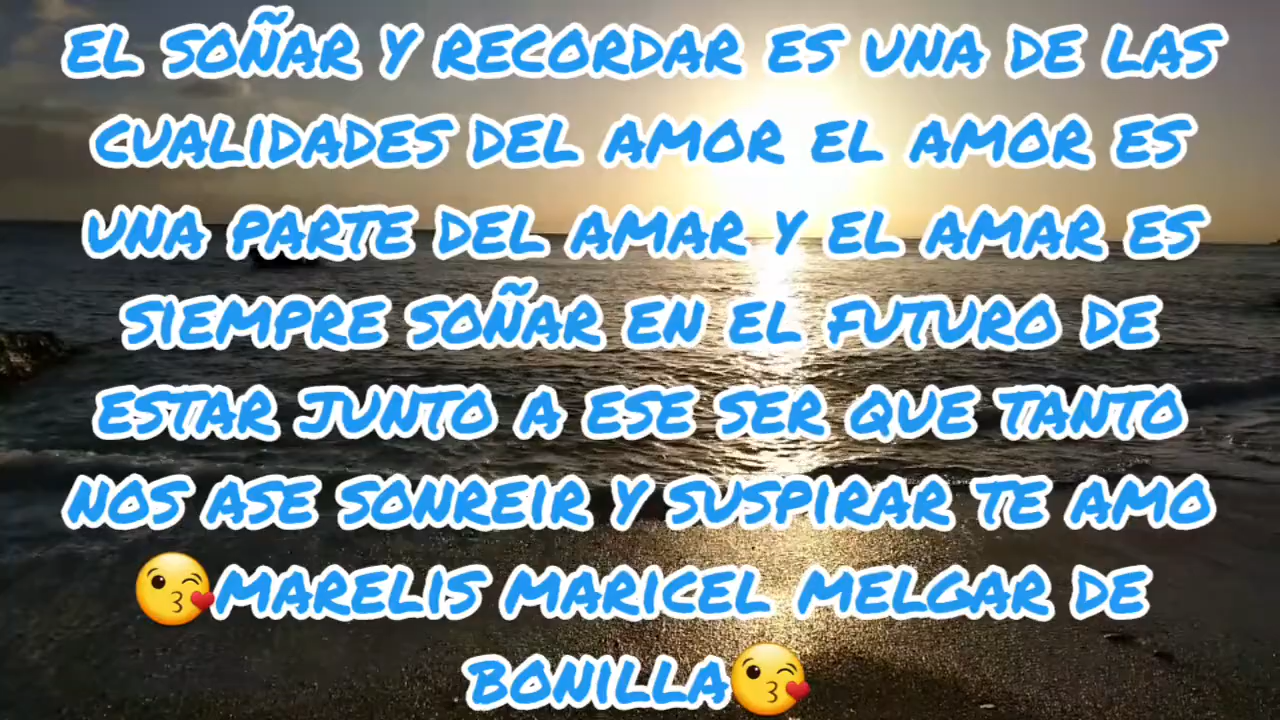 EL SOÑAR Y RECORDAR ES UNA DE LAS
CUALIDADES DEL AMOR EL AMOR ES
UNA PARTE DEL AMAR Y EL AMAR ES
SIEMPRE SOÑAR EN EL FUTURO DE
ESTAR JUNTO A ESE SER QUE TANTO
NOS ASE SONREIR Y SUSPIRAR TE AMO
😘MARELIS MARICEL MELGAR DE
BONILLA😘